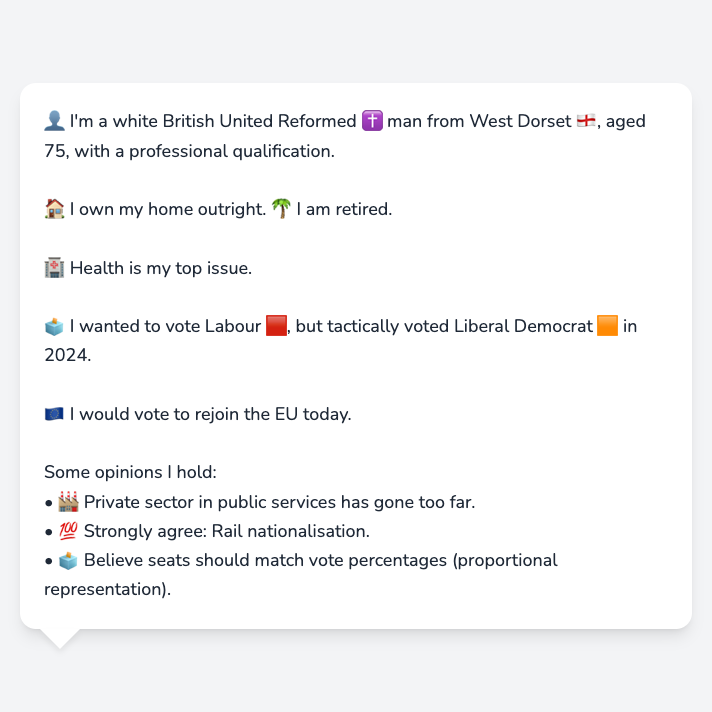 👤 I'm a white British United Reformed ✝️ man from West Dorset 🏴󠁧󠁢󠁥󠁮󠁧󠁿, aged
75, with a professional qualification.
🏠 I own my home outright. 🌴 I am retired.
🏥 Health is my top issue.
🗳️ I wanted to vote Labour 🟥, but tactically voted Liberal Democrat 🟧 in
2024.
🇪🇺 I would vote to rejoin the EU today.
Some opinions I hold:
• 🏭 Private sector in public services has gone too far.
• 💯 Strongly agree: Rail nationalisation.
• 🗳️ Believe seats should match vote percentages (proportional
representation).